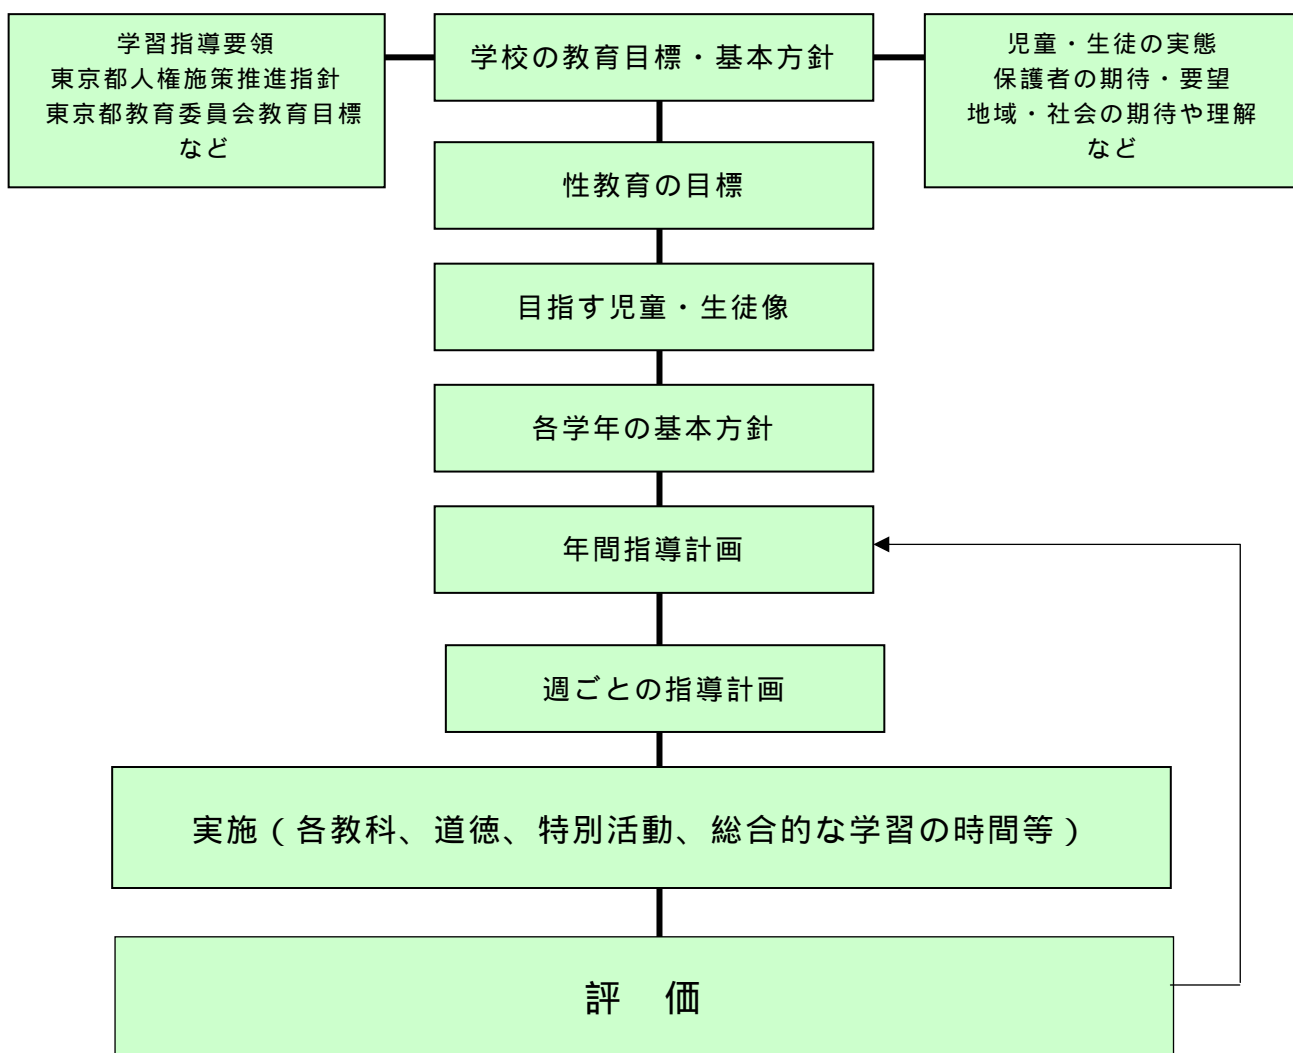 学習指導要領
東京都人権施策推進指針
東京都教育委員会教育目標
など
学校の教育目標・基本方針
児童・生徒の実態
保護者の期待・要望
地域・社会の期待や理解
など
性教育の目標
目指す児童・生徒像
各学年の基本方針
年間指導計画
週ごとの指導計画
実施（各教科、道徳、特別活動、総合的な学習の時間等）
評　価